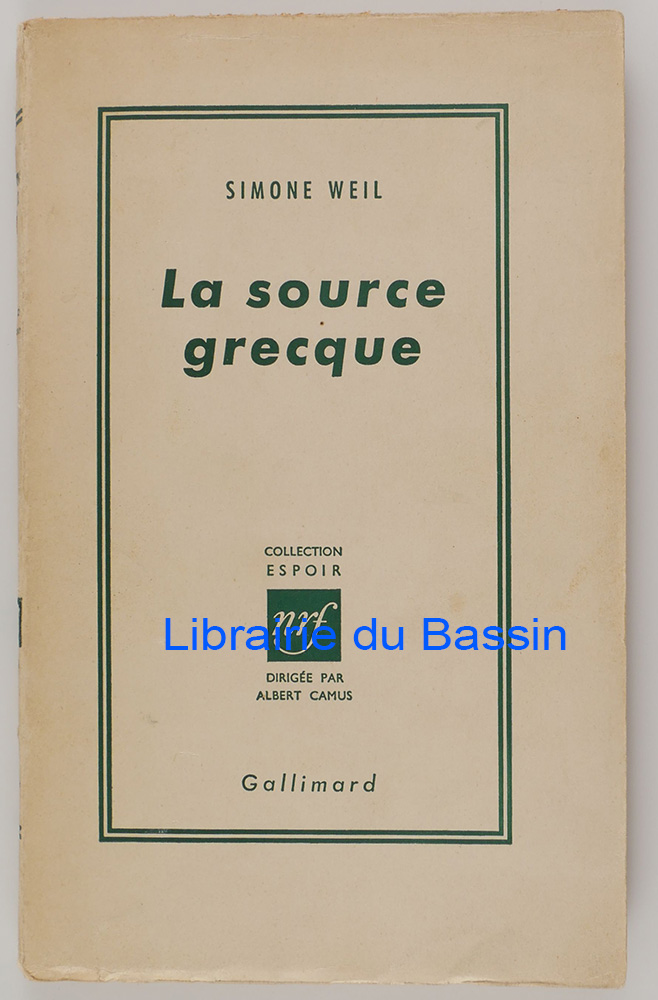 SIMONE WEIL
La source
grecque
COLLECTION
ESPOIR
nrf
Librairie du Bassin
DIRIGÉE PAR
ALBERT CAMUS
Gallimard